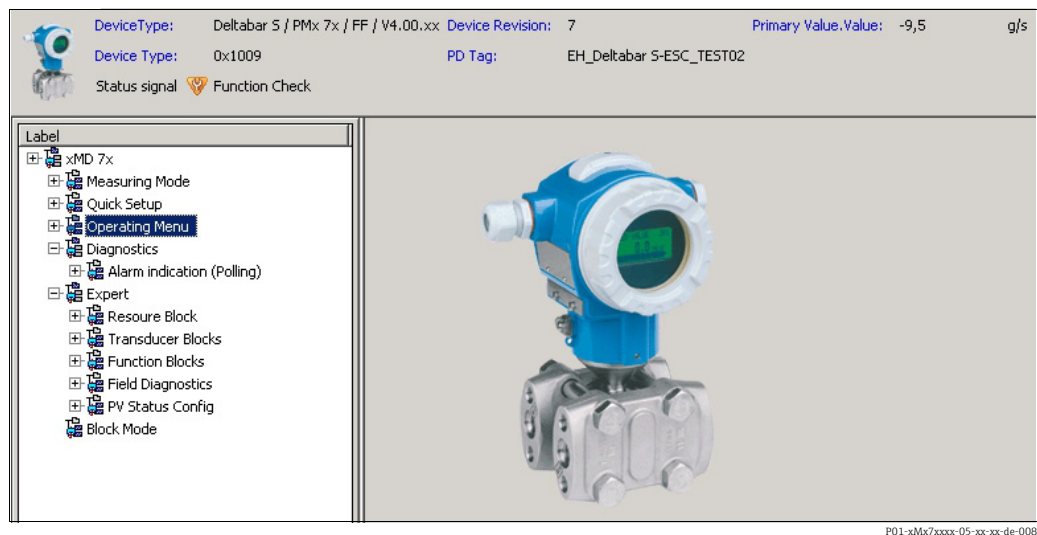 DeviceType: Deltabar S / PMx 7x / FF / V4.00.xx Device Revision: 7 Primary Value.Value: -9,5 g/s
Device Type: 0x1009 PD Tag: EH_Deltabar S-ESC_TEST02
Status signal Function Check
Label
xMD 7x
Measuring Mode
Quick Setup
Operating Menu
Diagnostics
Alarm indication (Polling)
Expert
Resoure Block
Transducer Blocks
Function Blocks
Field Diagnostics
PV Status Config
Block Mode
P01-xMx7xxxx-05-xx-xx-de-008